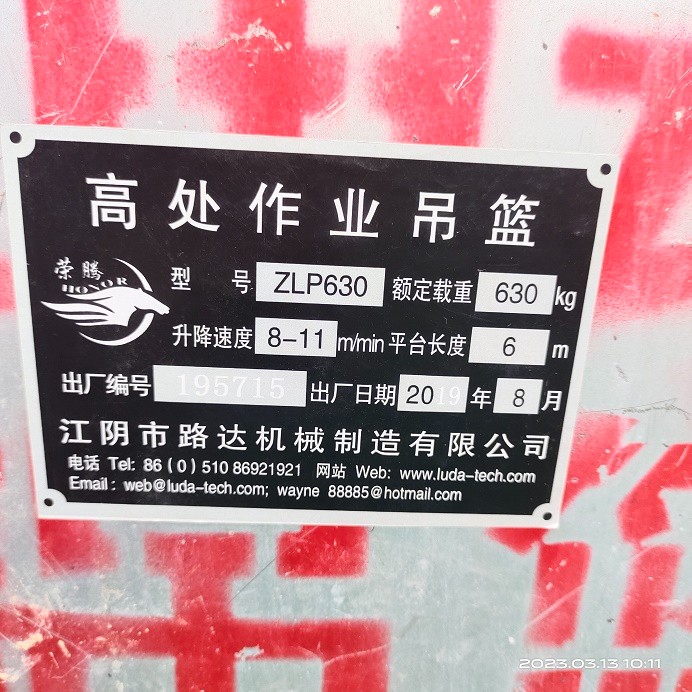 高处作业吊篮
荣腾
HONOR
型 号 ZLP630 额定载重 630 kg
升降速度 8-11 m/min 平台长度 6 m
出厂编号 195715 出厂日期 2019 年 8 月
江阴市路达机械制造有限公司
电话 Tel: 86(0)510 86921921 网站 Web: www.luda-tech.com
Email: web@luda-tech.com; wayne 88885@hotmail.com
2023.03.13 10:11